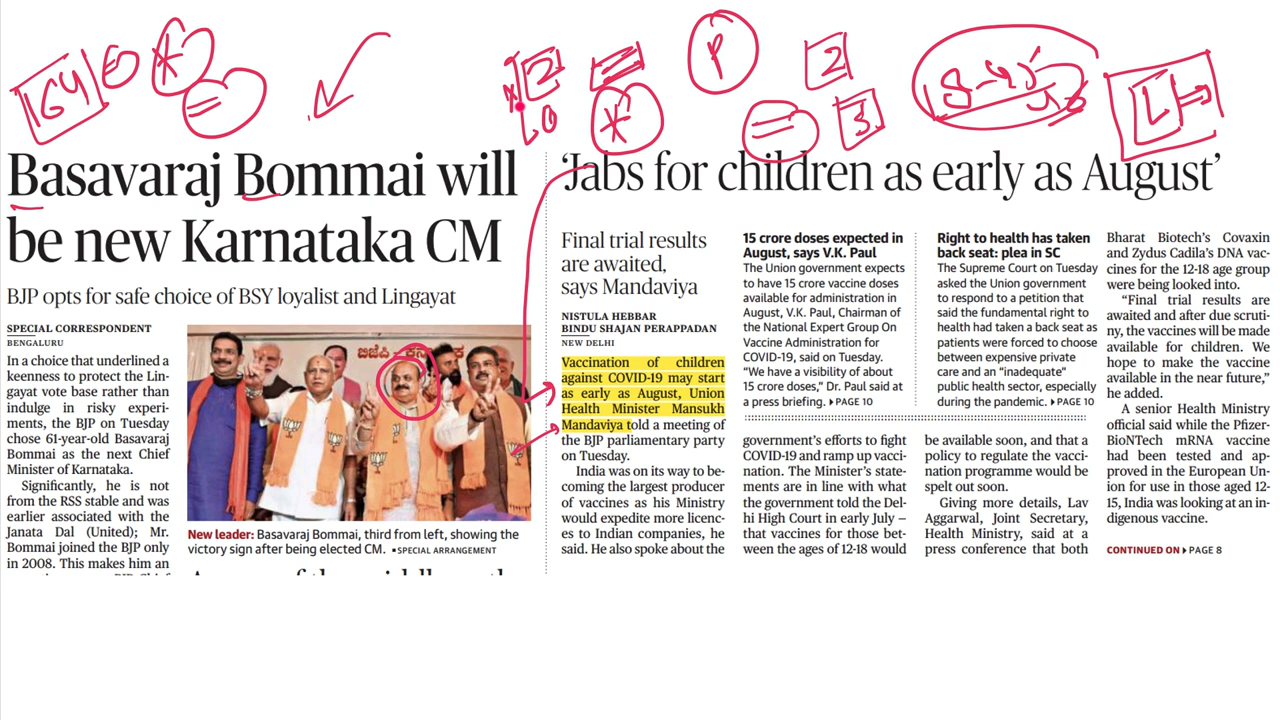 164
*
=
12
10
*
P
=
2
3
Basavaraj Bommai will
be new Karnataka CM
BJP opts for safe choice of BSY loyalist and Lingayat
SPECIAL CORRESPONDENT
BENGALURU
In a choice that underlined a
keenness to protect the Lin-
gayat vote base rather than
indulge in risky experi-
ments, the BJP on Tuesday
chose 61-year-old Basavaraj
Bommai as the next Chief
Minister of Karnataka.
Significantly, he is not
from the RSS stable and was
earlier associated with the
Janata Dal (United); Mr.
Bommai joined the BJP only
in 2008. This makes him an
ಬಿಜೆಪಿ
New leader: Basavaraj Bommai, third from left, showing the
victory sign after being elected CM. ▪SPECIAL ARRANGEMENT
'Jabs for children as early as August'
Final trial results
are awaited,
says Mandaviya
NISTULA HEBBAR
BINDU SHAJAN PERAPPADAN
NEW DELHI
Vaccination of children
against COVID-19 may start
as early as August, Union
Health Minister Mansukh
Mandaviya told a meeting of
the BJP parliamentary party
on Tuesday.
India was on its way to be-
coming the largest producer
of vaccines as his Ministry
would expedite more licenc-
es to Indian companies, he
said. He also spoke about the
15 crore doses expected in
August, says V.K. Paul
The Union government expects
to have 15 crore vaccine doses
available for administration in
August, V.K. Paul, Chairman of
the National Expert Group On
Vaccine Administration for
COVID-19, said on Tuesday.
"We have a visibility of about
15 crore doses," Dr. Paul said at
a press briefing. ▶ PAGE 10
Right to health has taken
back seat: plea in SC
The Supreme Court on Tuesday
asked the Union government
to respond to a petition that
said the fundamental right to
health had taken a back seat as
patients were forced to choose
between expensive private
care and an "inadequate"
public health sector, especially
during the pandemic. ▶ PAGE 10
government's efforts to fight
COVID-19 and ramp up vacci-
nation. The Minister's state-
ments are in line with what
the government told the Del-
hi High Court in early July –
that vaccines for those bet-
ween the ages of 12-18 would
be available soon, and that a
policy to regulate the vacci-
nation programme would be
spelt out soon.
Giving more details, Lav
Aggarwal, Joint Secretary,
Health Ministry, said at a
press conference that both
Bharat Biotech's Covaxin
and Zydus Cadila's DNA vac-
cines for the 12-18 age group
were being looked into.
"Final trial results are
awaited and after due scruti-
ny, the vaccines will be made
available for children. We
hope to make the vaccine
available in the near future,"
he added.
A senior Health Ministry
official said while the Pfizer-
BioNTech mRNA vaccine
had been tested and ap-
proved in the European Un-
ion for use in those aged 12-
15, India was looking at an in-
digenous vaccine.
CONTINUED ON ▶ PAGE 8